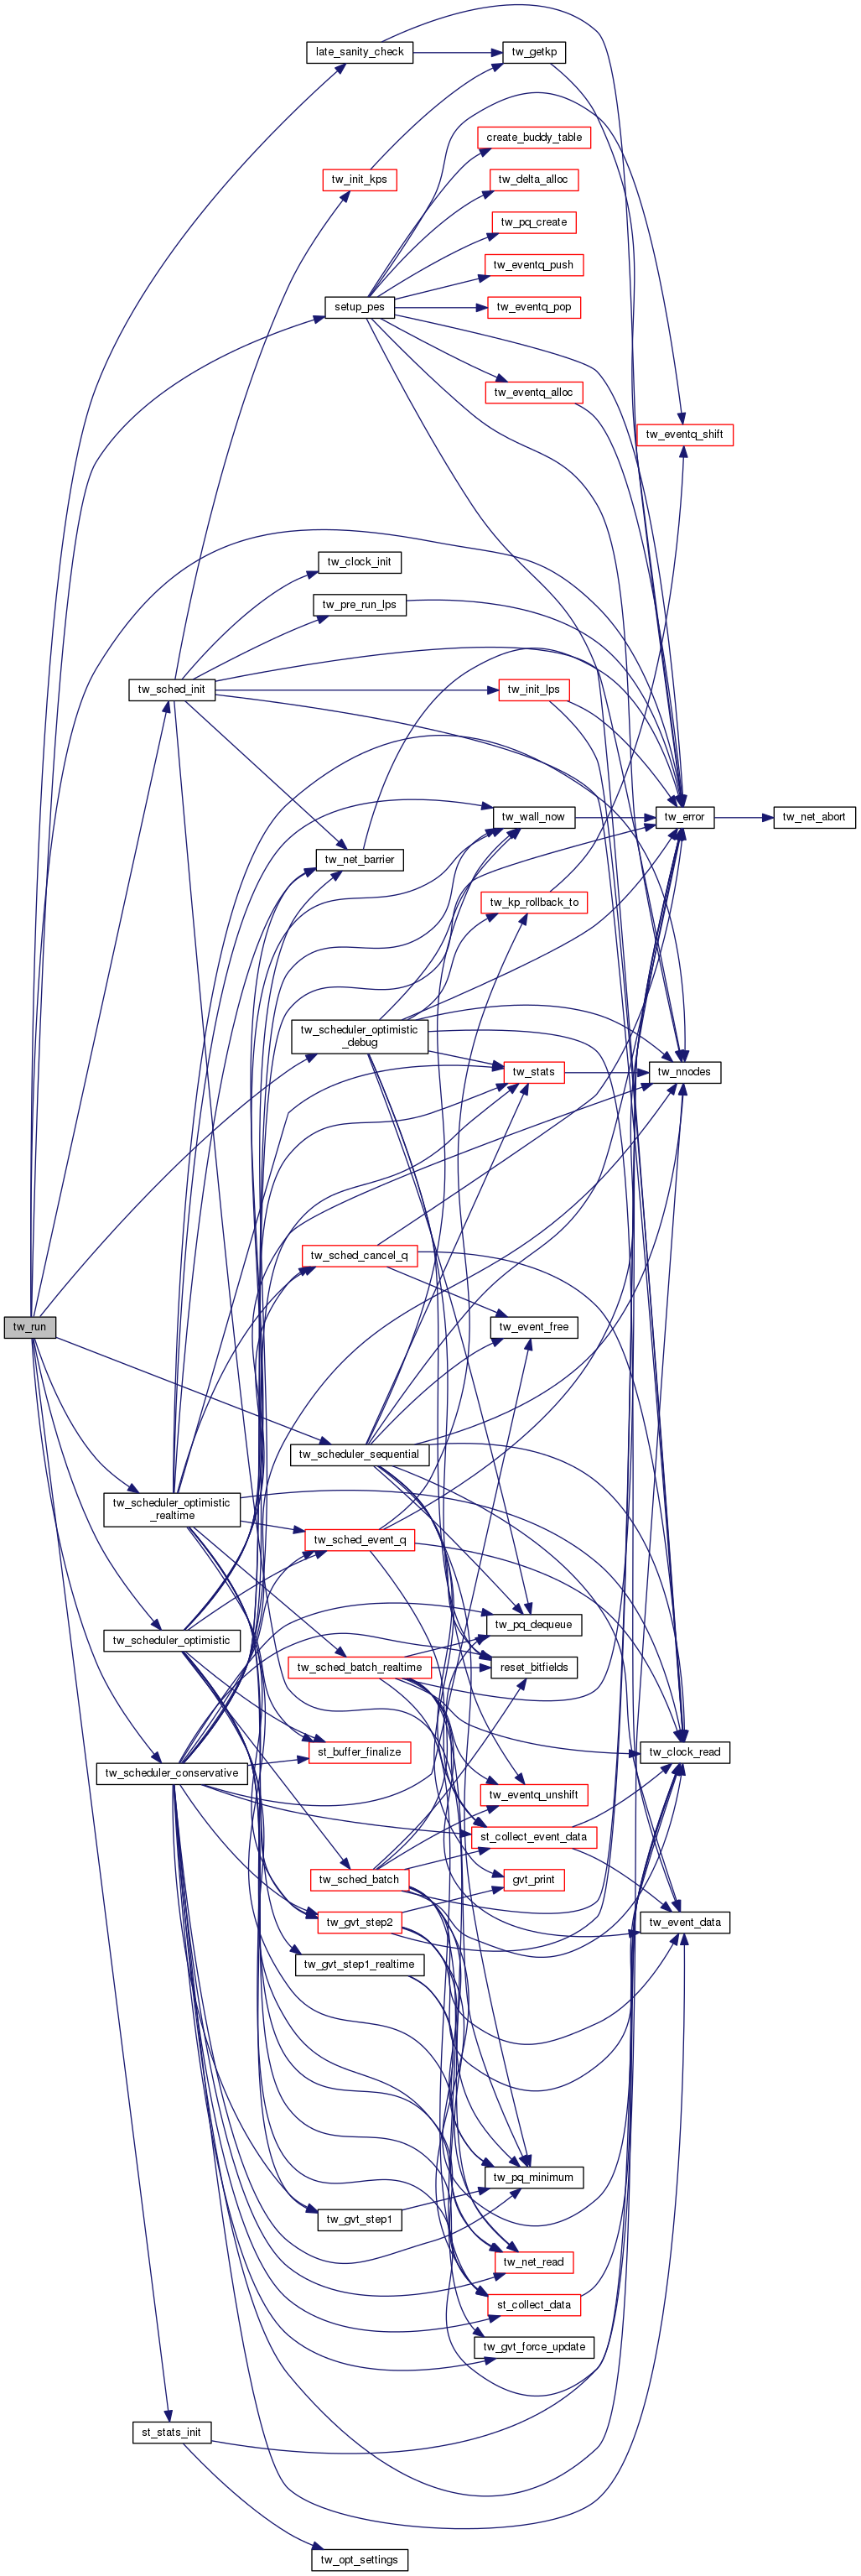 late_sanity_check
tw_getkp
create_buddy_table
tw_init_kps
tw_delta_alloc
tw_pq_create
tw_eventq_push
setup_pes
tw_eventq_pop
tw_eventq_alloc
tw_eventq_shift
tw_clock_init
tw_pre_run_lps
tw_sched_init
tw_init_lps
tw_wall_now
tw_error
tw_net_abort
tw_net_barrier
tw_kp_rollback_to
tw_scheduler_optimistic
_debug
tw_stats
tw_nnodes
tw_sched_cancel_q
tw_run
tw_event_free
tw_scheduler_sequential
tw_scheduler_optimistic
_realtime
tw_sched_event_q
tw_pq_dequeue
tw_scheduler_optimistic
tw_sched_batch_realtime
reset_bitfields
st_buffer_finalize
tw_clock_read
tw_scheduler_conservative
tw_eventq_unshift
st_collect_event_data
tw_sched_batch
gvt_print
tw_gvt_step2
tw_event_data
tw_gvt_step1_realtime
tw_pq_minimum
tw_gvt_step1
tw_net_read
st_collect_data
tw_gvt_force_update
st_stats_init
tw_opt_settings